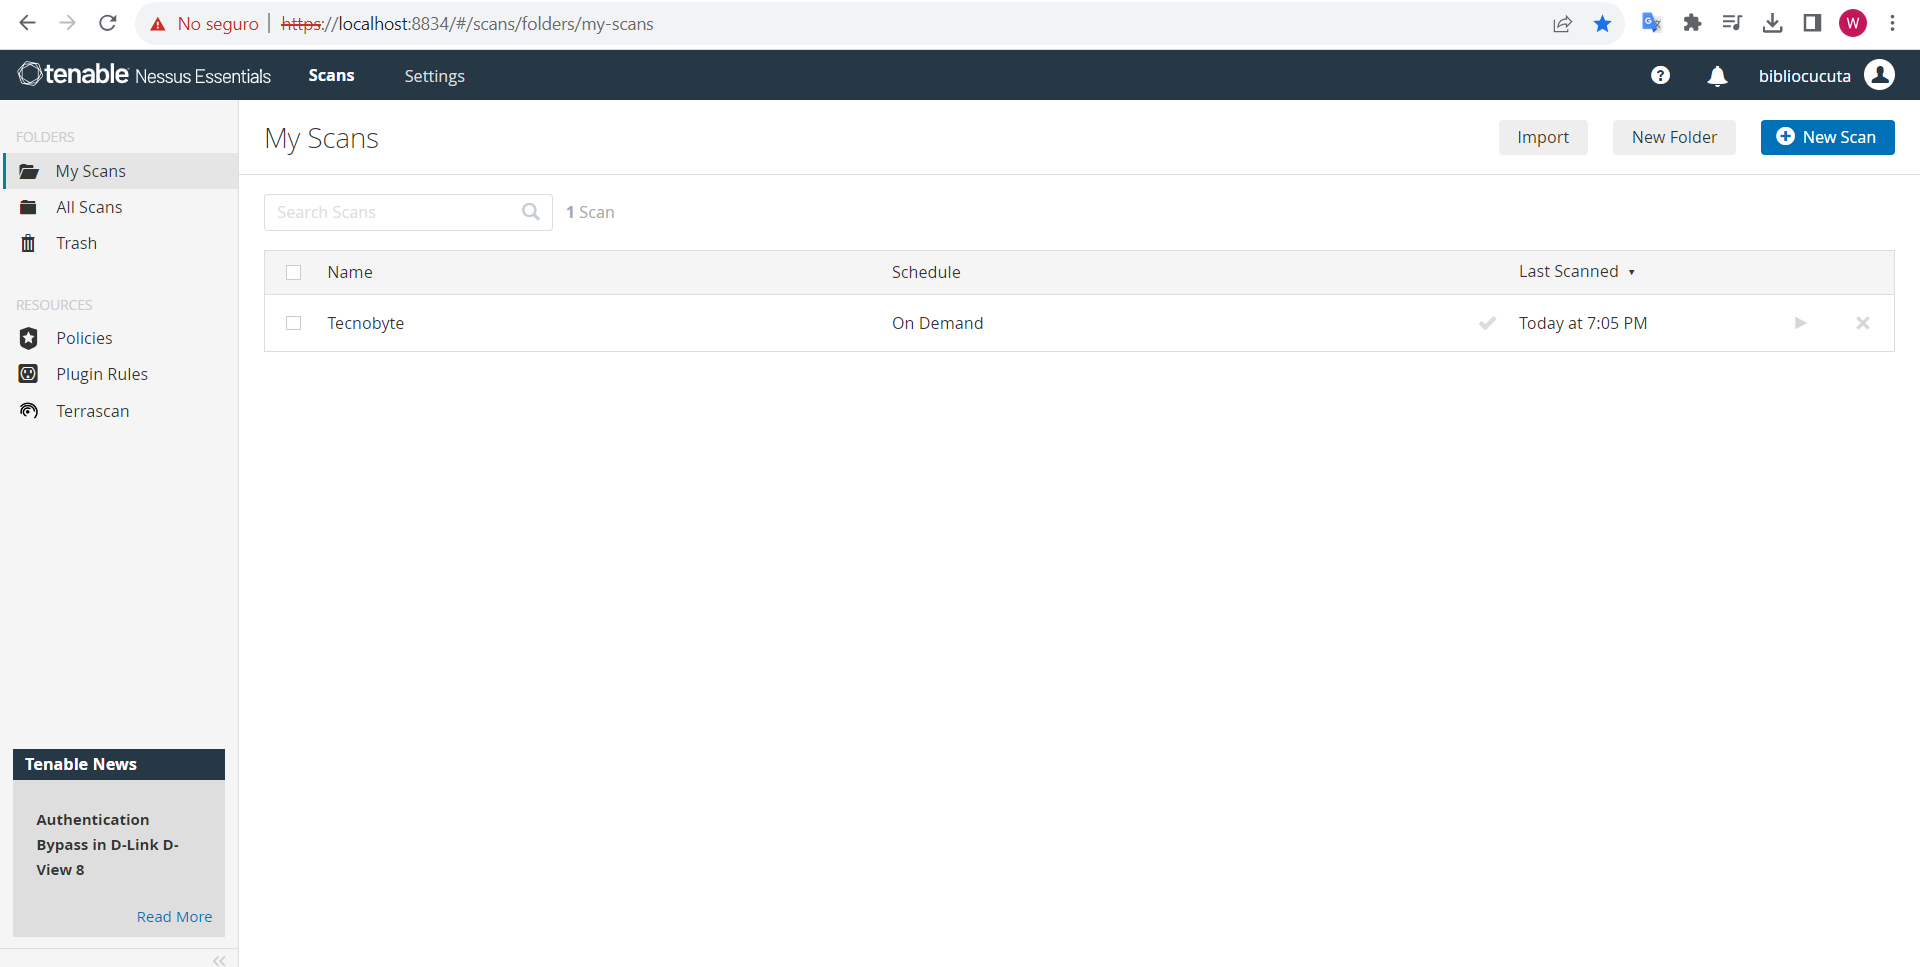 No seguro | https://localhost:8834/#/scans/folders/my-scans
W
tenable Nessus Essentials
Scans
Settings
bibliocucuta
FOLDERS
My Scans
All Scans
Trash
RESOURCES
Policies
Plugin Rules
Terrascan
Tenable News
Authentication
Bypass in D-Link D-
View 8
Read More
My Scans
Import
New Folder
New Scan
Search Scans
1 Scan
Name
Schedule
Last Scanned
Tecnobyte
On Demand
Today at 7:05 PM